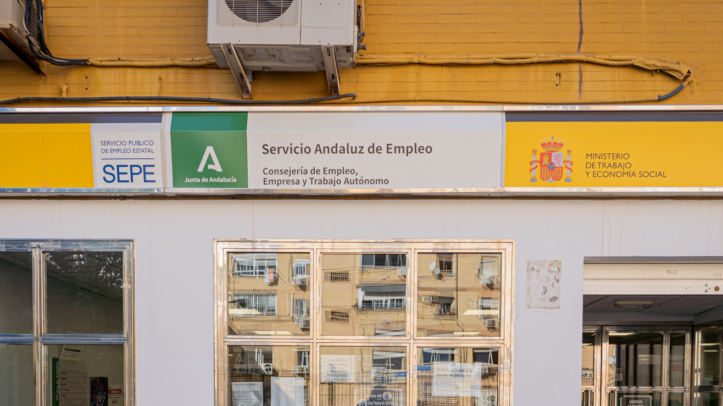 SERVICIO PÚBLICO
DE EMPLEO ESTATAL
SEPE
Junta de Andalucía
Servicio Andaluz de Empleo
Consejería de Empleo,
Empresa y Trabajo Autónomo
MINISTERIO
DE TRABAJO
Y ECONOMÍA SOCIAL